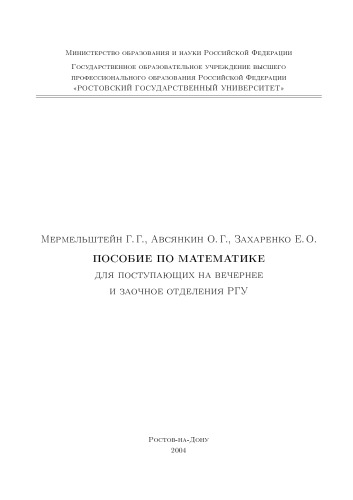 Министерство образования и науки Российской Федерации
Государственное образовательное учреждение высшего
профессионального образования Российской Федерации
«РОСТОВСКИЙ ГОСУДАРСТВЕННЫЙ УНИВЕРСИТЕТ»
Мермельштейн Г. Г., Авсянкин О. Г., Захаренко Е. О.
ПОСОБИЕ ПО МАТЕМАТИКЕ
ДЛЯ ПОСТУПАЮЩИХ НА ВЕЧЕРНЕЕ
И ЗАОЧНОЕ ОТДЕЛЕНИЯ РГУ
Ростов-на-Дону
2004